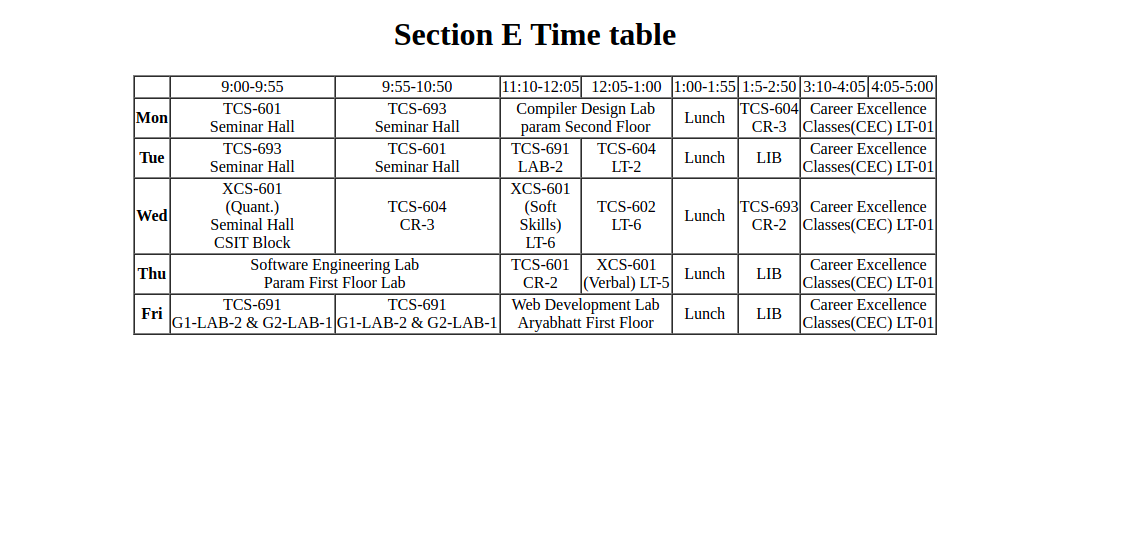 Section E Time table
9:00-9:55 9:55-10:50 11:10-12:05 12:05-1:00 1:00-1:55 1:5-2:50 3:10-4:05 4:05-5:00
Mon
TCS-601
Seminar Hall
TCS-693
Seminar Hall
Compiler Design Lab
param Second Floor
Lunch
TCS-604
CR-3
Career Excellence
Classes(CEC) LT-01
Tue
TCS-693
Seminar Hall
TCS-601
Seminar Hall
TCS-691
LAB-2
TCS-604
LT-2
Lunch
LIB
Career Excellence
Classes(CEC) LT-01
Wed
XCS-601
(Quant.)
Seminal Hall
CSIT Block
TCS-604
CR-3
XCS-601
(Soft
Skills)
LT-6
TCS-602
LT-6
Lunch
TCS-693
CR-2
Career Excellence
Classes(CEC) LT-01
Thu
Software Engineering Lab
Param First Floor Lab
TCS-601
CR-2
XCS-601
(Verbal) LT-5
Lunch
LIB
Career Excellence
Classes(CEC) LT-01
Fri
TCS-691
G1-LAB-2 & G2-LAB-1
TCS-691
G1-LAB-2 & G2-LAB-1
Web Development Lab
Aryabhatt First Floor
Lunch
LIB
Career Excellence
Classes(CEC) LT-01